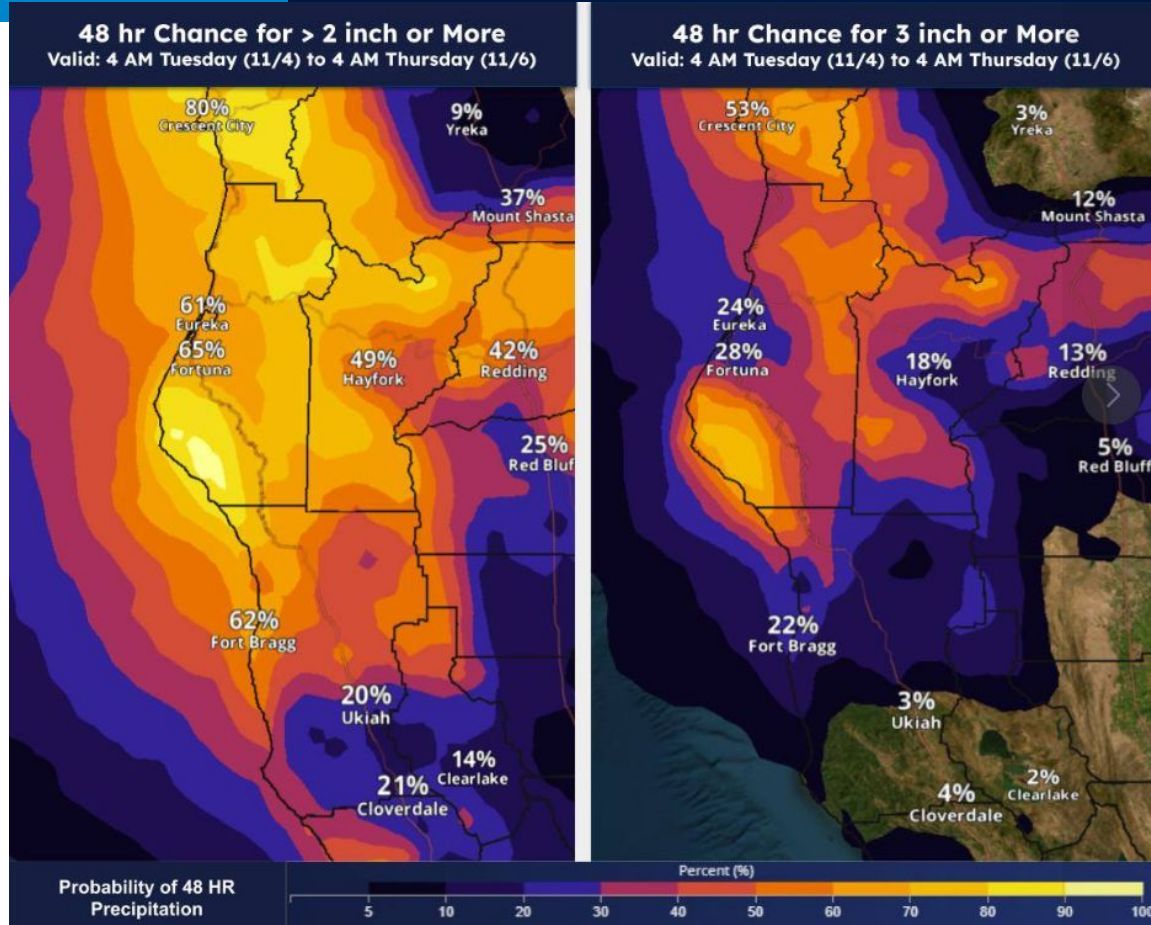 48 hr Chance for > 2 inch or More
Valid: 4 AM Tuesday (11/4) to 4 AM Thursday (11/6)
80%
Crescent City
9%
Yreka
37%
Mount Shasta
61%
Eureka
65%
Fortuna
49%
Hayfork
42%
Redding
25%
Red Bluff
62%
Fort Bragg
20%
Ukiah
14%
Clearlake
21%
Cloverdale
48 hr Chance for 3 inch or More
Valid: 4 AM Tuesday (11/4) to 4 AM Thursday (11/6)
53%
Crescent City
3%
Yreka
12%
Mount Shasta
24%
Eureka
28%
Fortuna
18%
Hayfork
13%
Redding
5%
Red Bluff
22%
Fort Bragg
3%
Ukiah
2%
Clearlake
4%
Cloverdale
Probability of 48 HR
Precipitation
Percent (%)
5 10 20 30 40 50 60 70 80 90 100